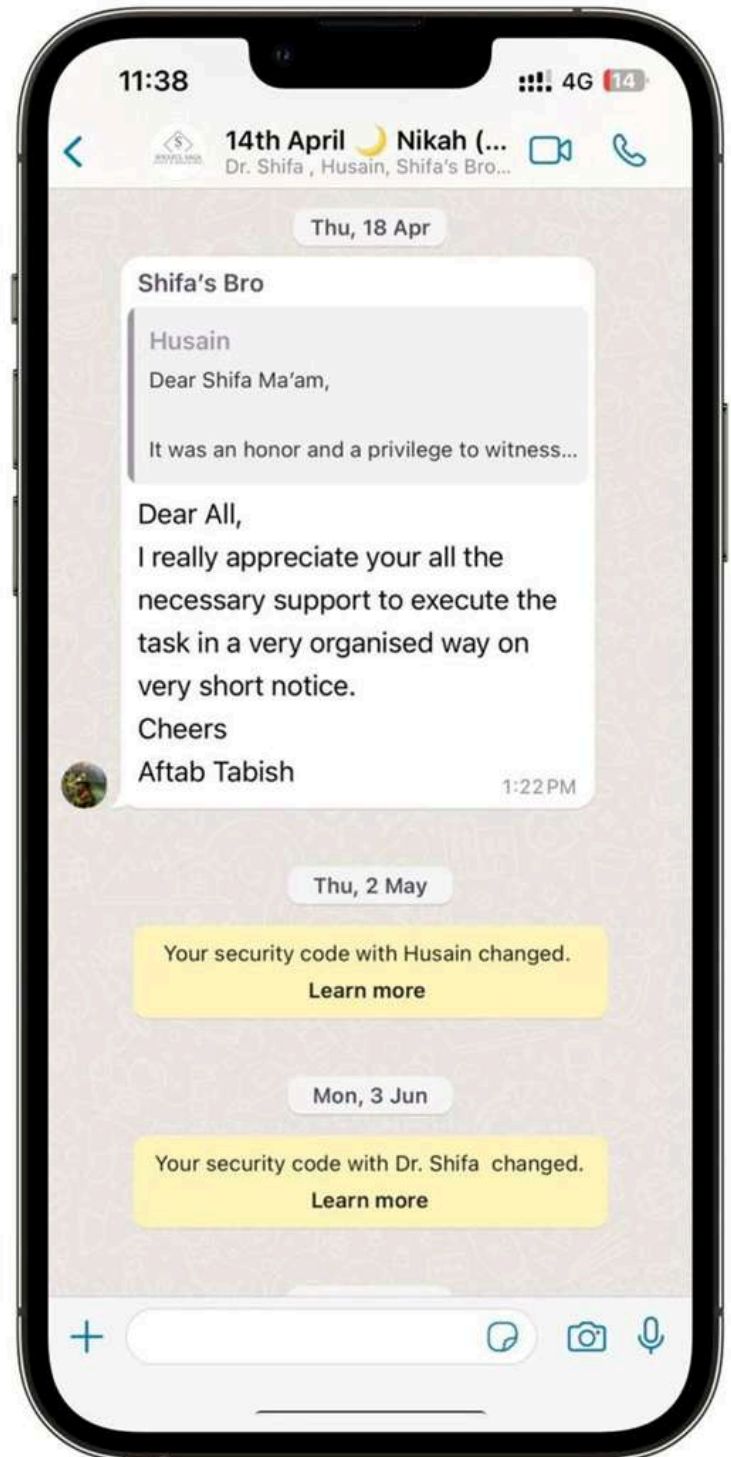 11:38
4G 14
14th April 🌙 Nikah (...
Dr. Shifa , Husain, Shifa's Bro...
Thu, 18 Apr
Shifa's Bro
Husain
Dear Shifa Ma'am,
It was an honor and a privilege to witness...
Dear All,
I really appreciate your all the
necessary support to execute the
task in a very organised way on
very short notice.
Cheers
Aftab Tabish
1:22 PM
Thu, 2 May
Your security code with Husain changed.
Learn more
Mon, 3 Jun
Your security code with Dr. Shifa  changed.
Learn more